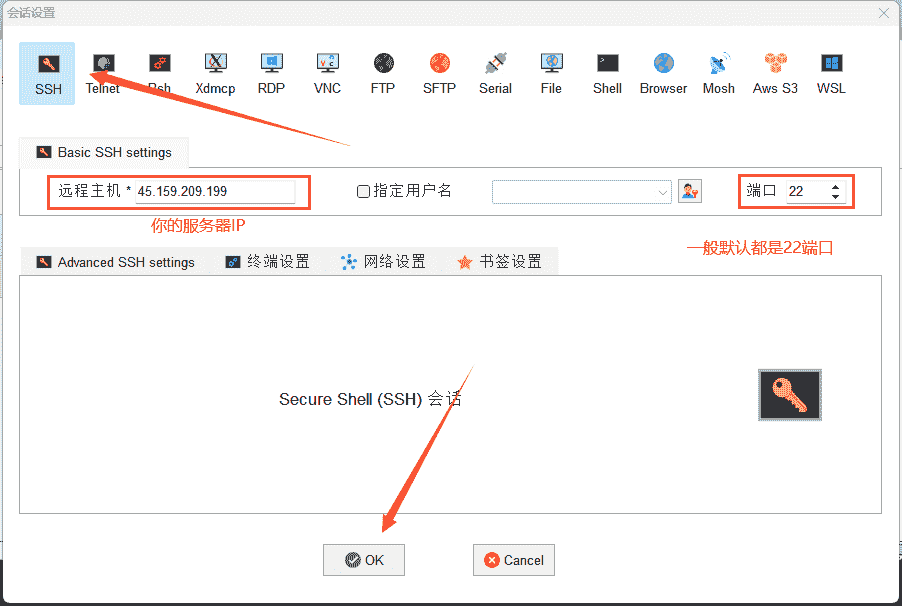 会话设置
SSH Telnet Rsh Xdmcp RDP VNC FTP SFTP Serial File Shell Browser Mosh Aws S3 WSL
Basic SSH settings
远程主机 * 45.159.209.199 指定用户名 端口 22
你的服务器IP
一般默认都是22端口
Advanced SSH settings 终端设置 网络设置 书签设置
Secure Shell (SSH) 会话
OK Cancel